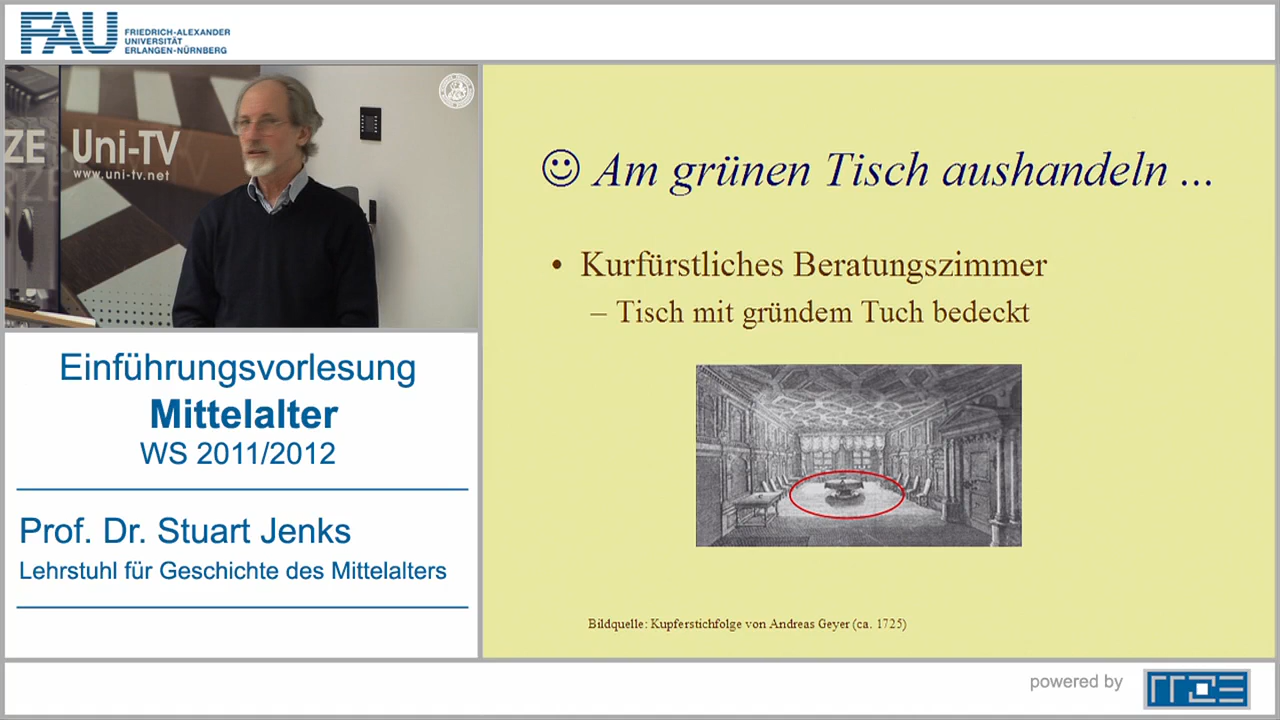 FAU
FRIEDRICH-ALEXANDER
UNIVERSITÄT
ERLANGEN-NÜRNBERG
ZE
Uni-TV
www.uni-tv.net
Einführungsvorlesung
Mittelalter
WS 2011/2012
Prof. Dr. Stuart Jenks
Lehrstuhl für Geschichte des Mittelalters
☺ Am grünen Tisch aushandeln ...
• Kurfürstliches Beratungszimmer
– Tisch mit gründem Tuch bedeckt
Bildquelle: Kupferstichfolge von Andreas Geyer (ca. 1725)
powered by
RRZE